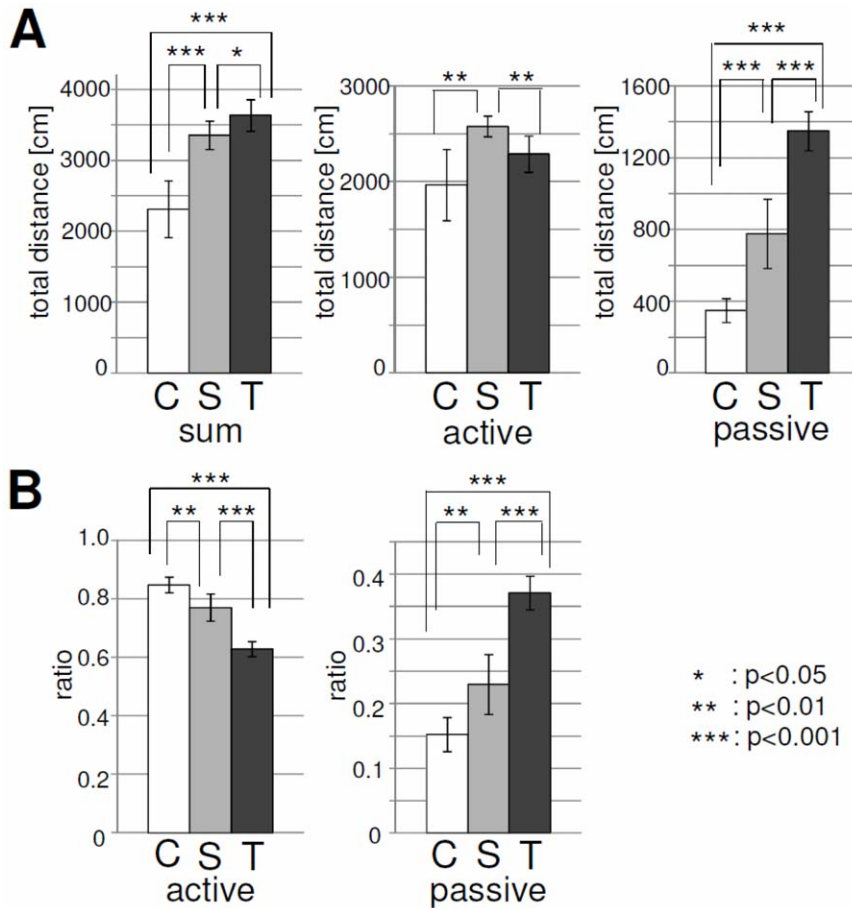 A
***
*** *
total distance [cm]
4000
3000
2000
1000
0
C S T
sum
** **
total distance [cm]
3000
2000
1000
0
C S T
active
***
*** ***
total distance [cm]
1600
1200
800
400
0
C S T
passive
B
***
** ***
ratio
1.0
0.8
0.6
0.4
0.2
0
C S T
active
***
** ***
ratio
0.4
0.3
0.2
0.1
0
C S T
passive
* : p<0.05
** : p<0.01
*** : p<0.001